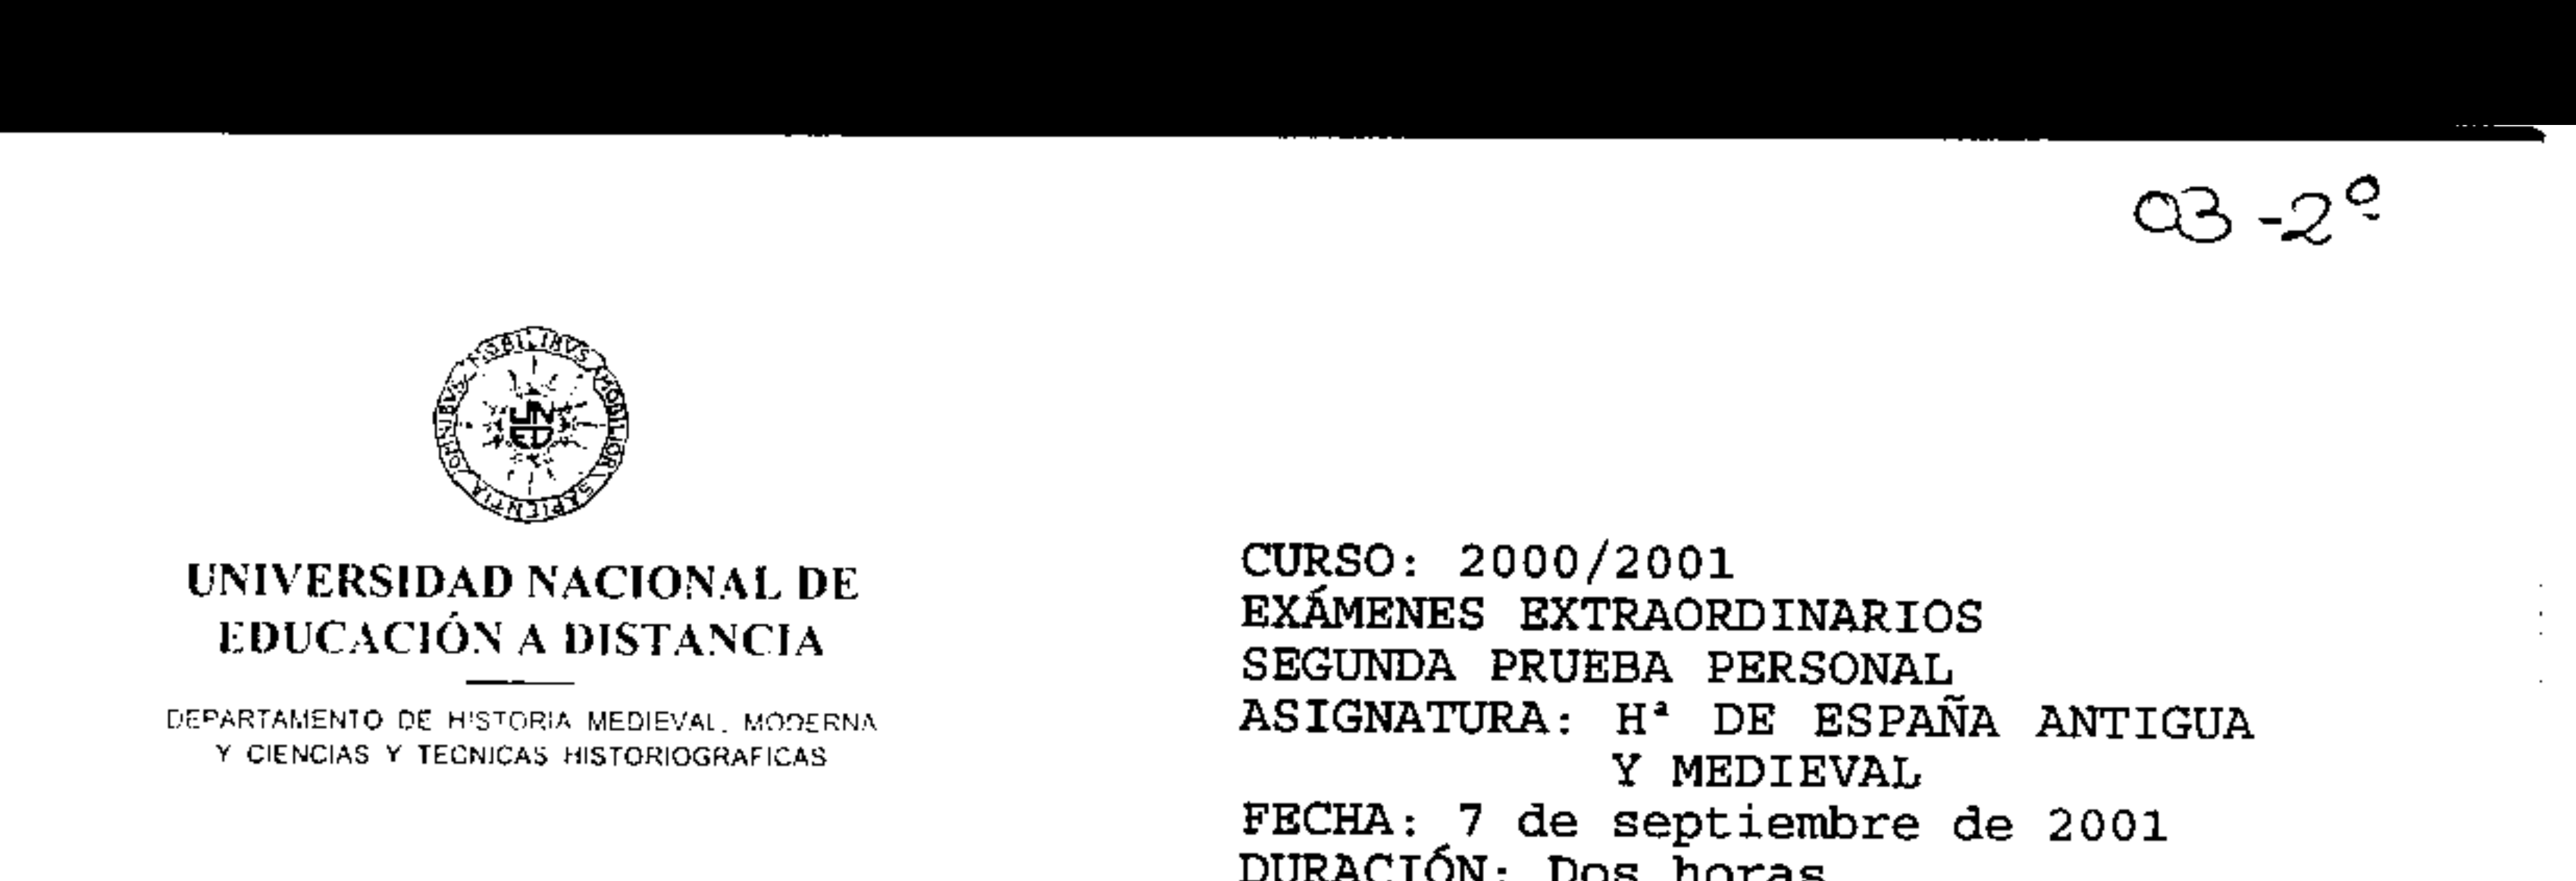 03 -2º
OMNIBVS NOBILIBVS NOBILIOR SAPIENTIA
UNED
UNIVERSIDAD NACIONAL DE
EDUCACIÓN A DISTANCIA
DEPARTAMENTO DE HISTORIA MEDIEVAL, MODERNA
Y CIENCIAS Y TECNICAS HISTORIOGRAFICAS
CURSO: 2000/2001
EXÁMENES EXTRAORDINARIOS
SEGUNDA PRUEBA PERSONAL
ASIGNATURA: Hª DE ESPAÑA ANTIGUA
Y MEDIEVAL
FECHA: 7 de septiembre de 2001
DURACIÓN: Dos horas